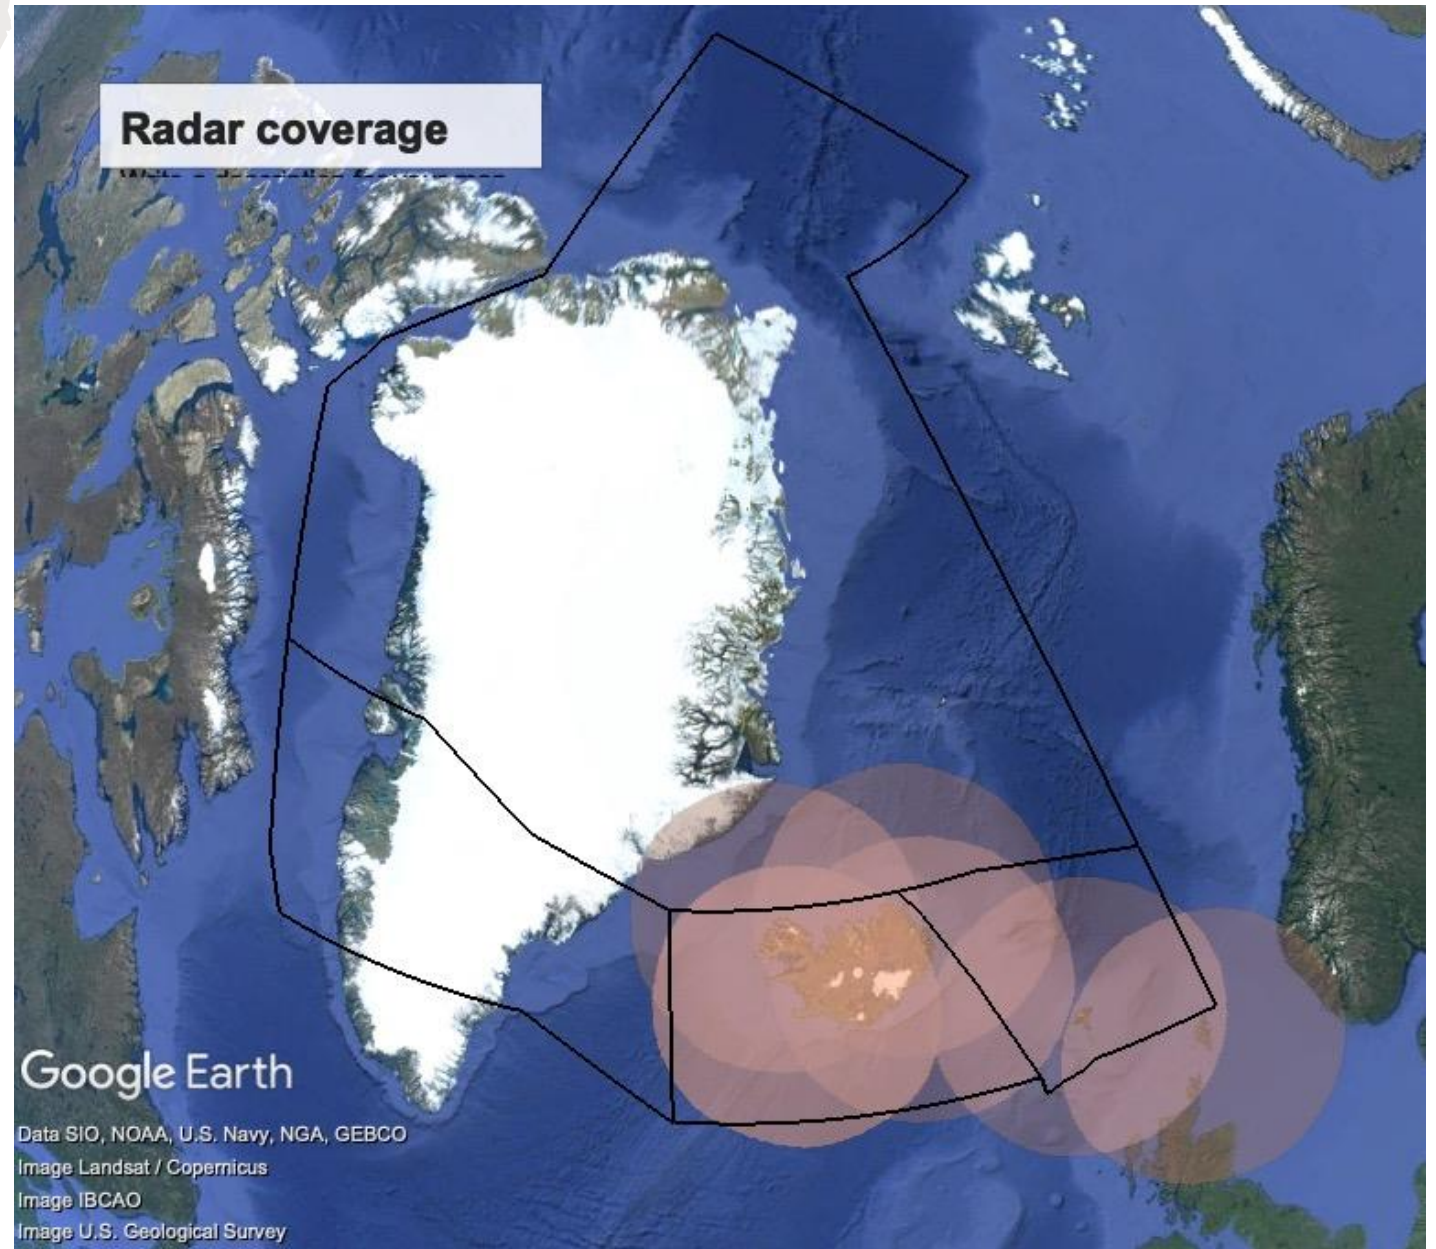 Radar coverage
Google Earth
Data SIO, NOAA, U.S. Navy, NGA, GEBCO
Image Landsat / Copernicus
Image IBCAO
Image U.S. Geological Survey